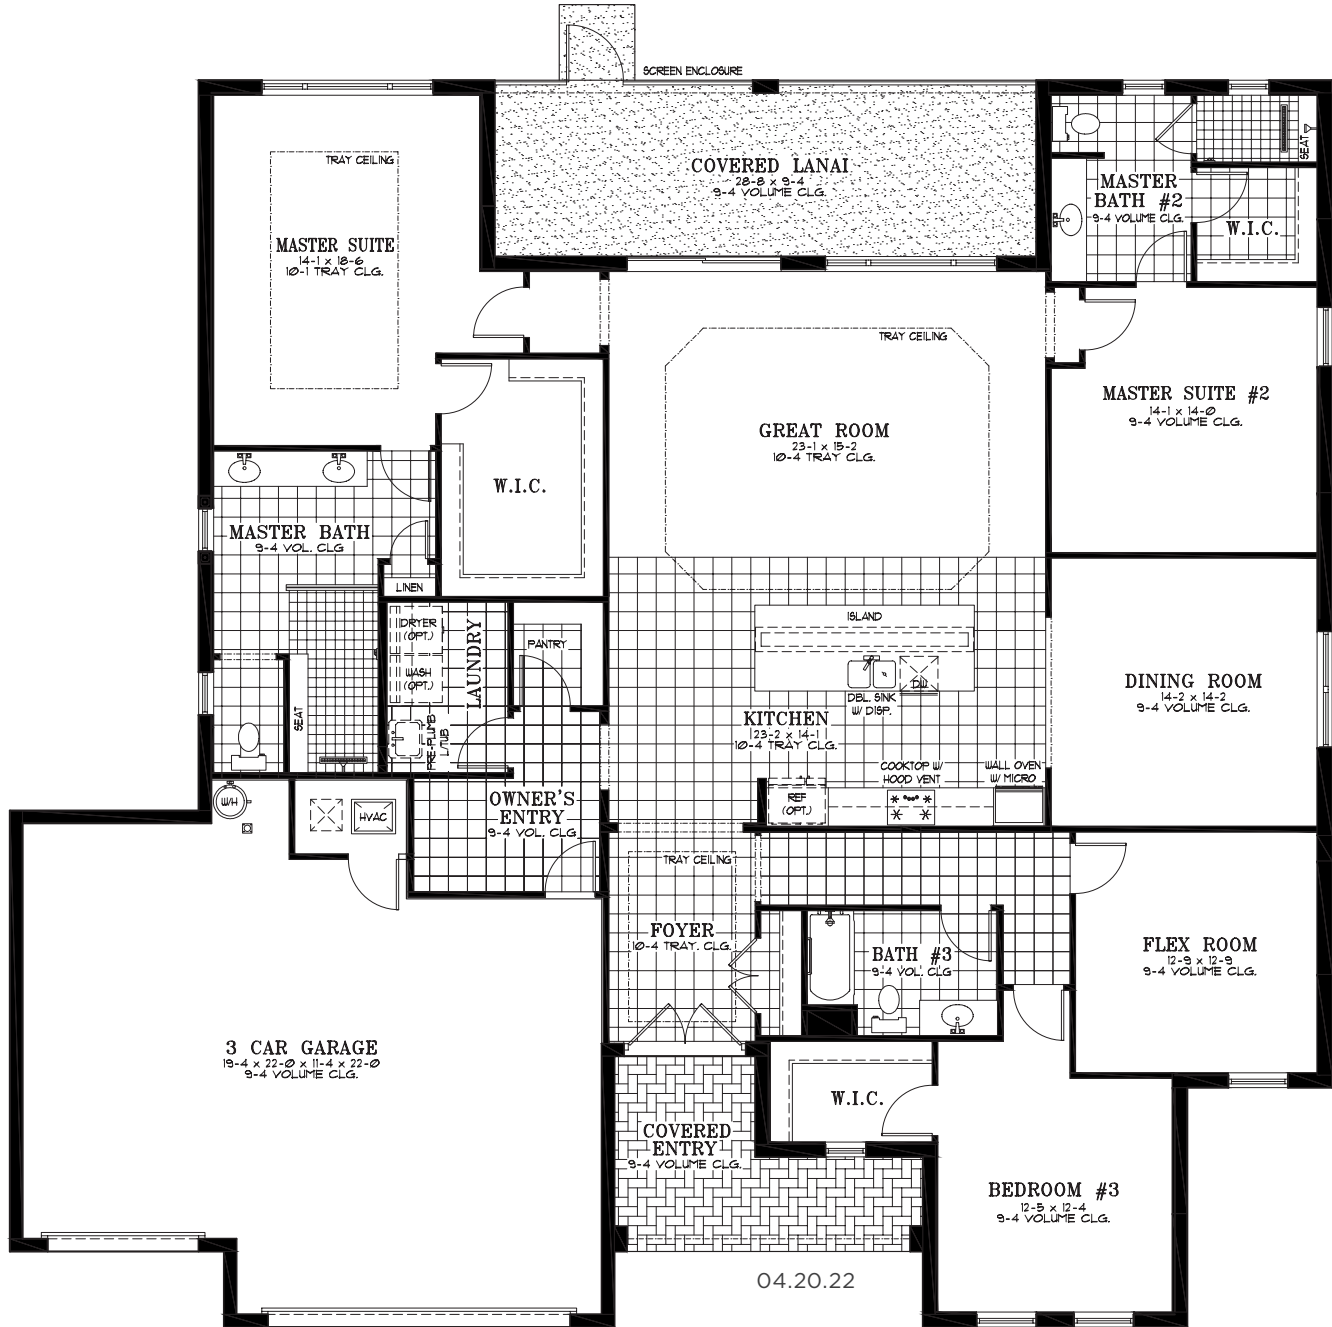 SCREEN ENCLOSURE
COVERED LANAI
28-8 x 9-4
9-4 VOLUME CLG.
TRAY CEILING
MASTER SUITE
14-1 x 18-6
10-1 TRAY CLG.
SEAT
MASTER
BATH #2
9-4 VOLUME CLG.
W.I.C.
TRAY CEILING
GREAT ROOM
23-1 x 15-2
10-4 TRAY CLG.
MASTER SUITE #2
14-1 x 14-0
9-4 VOLUME CLG.
W.I.C.
MASTER BATH
9-4 VOL. CLG
LINEN
DRYER
(OPT.)
WASH
(OPT.)
LAUNDRY
PRE-PLUMB
L/TUB
PANTRY
SEAT
ISLAND
DBL. SINK
W/ DISP.
DW
KITCHEN
23-2 x 14-1
10-4 TRAY CLG.
COOKTOP W/
HOOD VENT
WALL OVEN
W/ MICRO
REF
(OPT.)
DINING ROOM
14-2 x 14-2
9-4 VOLUME CLG.
W/H
HVAC
OWNER'S
ENTRY
9-4 VOL. CLG.
TRAY CEILING
FOYER
10-4 TRAY. CLG.
BATH #3
9-4 VOL. CLG
FLEX ROOM
12-9 x 12-9
9-4 VOLUME CLG.
3 CAR GARAGE
19-4 x 22-0 x 11-4 x 22-0
9-4 VOLUME CLG.
W.I.C.
COVERED
ENTRY
9-4 VOLUME CLG.
BEDROOM #3
12-5 x 12-4
9-4 VOLUME CLG.
04.20.22